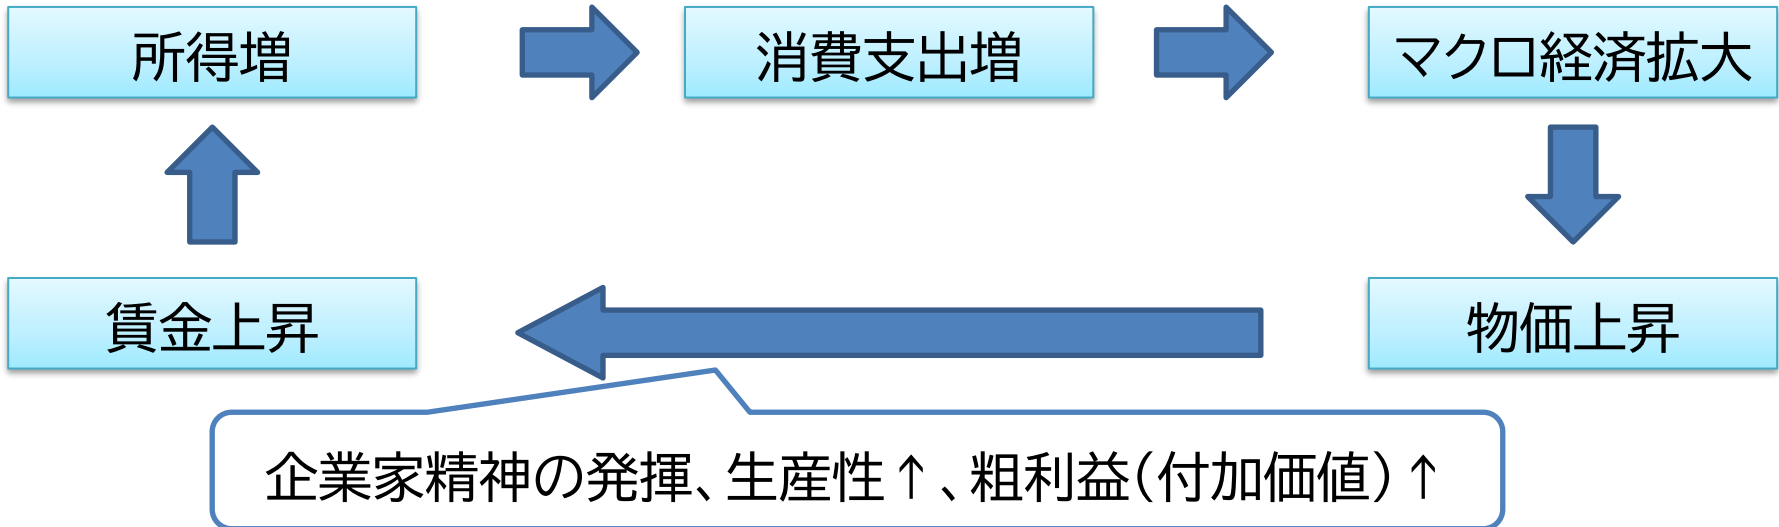 所得増
消費支出増
マクロ経済拡大
賃金上昇
物価上昇
企業家精神の発揮、生産性↑、粗利益(付加価値)↑